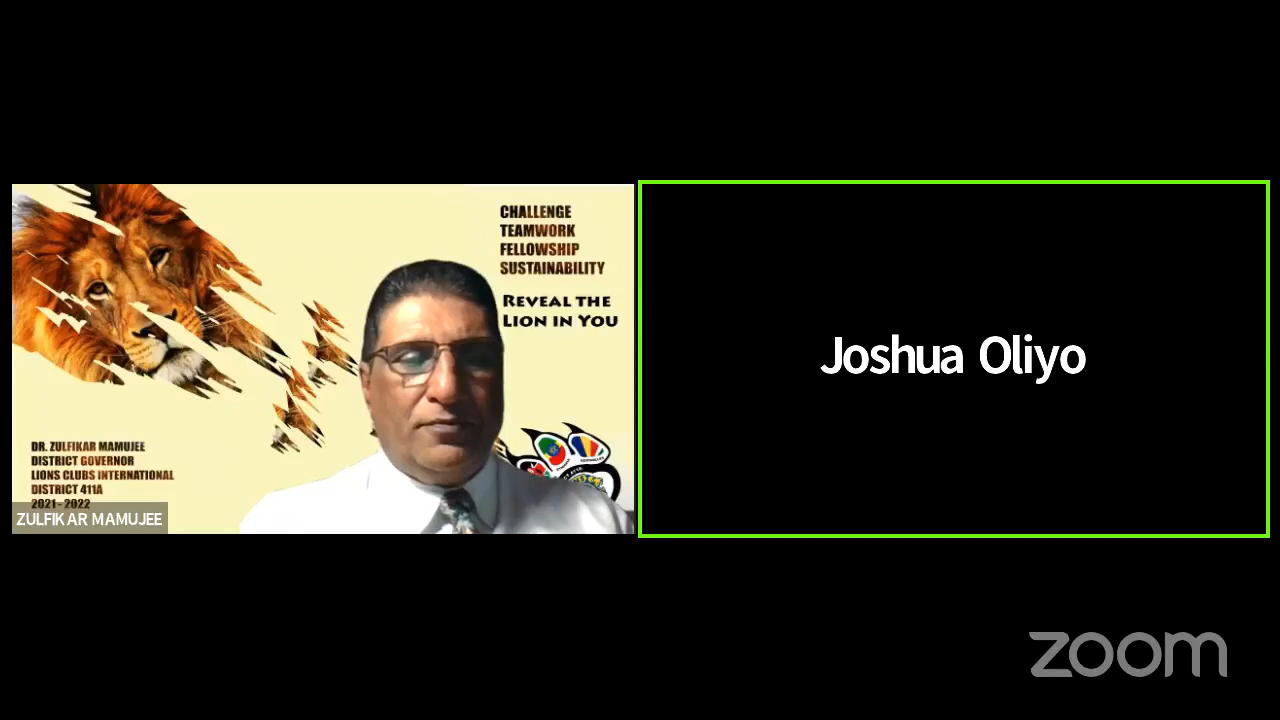 CHALLENGE
TEAMWORK
FELLOWSHIP
SUSTAINABILITY
REVEAL THE
LION IN YOU
DR. ZULFIKAR MAMUJEE
DISTRICT GOVERNOR
LIONS CLUBS INTERNATIONAL
DISTRICT 411A
2021 - 2022
ZULFIKAR MAMUJEE
Joshua Oliyo
zoom